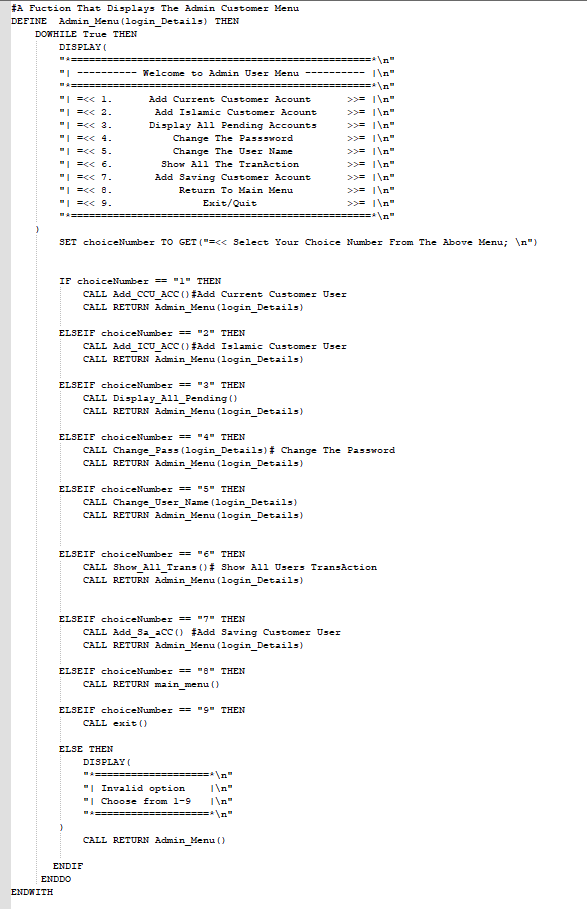 #A Fuction That Displays The Admin Customer Menu
DEFINE  Admin_Menu(login_Details) THEN
    DOWHILE True THEN
        DISPLAY(
        "*==================================================*\n"
        "| ---------- Welcome to Admin User Menu ---------- |\n"
        "*==================================================*\n"
        "| =<< 1.      Add Current Customer Acount      >>= |\n"
        "| =<< 2.       Add Islamic Customer Acount     >>= |\n"
        "| =<< 3.      Display All Pending Accounts     >>= |\n"
        "| =<< 4.          Change The Passsword         >>= |\n"
        "| =<< 5.          Change The User Name         >>= |\n"
        "| =<< 6.        Show All The TranAction        >>= |\n"
        "| =<< 7.       Add Saving Customer Acount      >>= |\n"
        "| =<< 8.           Return To Main Menu         >>= |\n"
        "| =<< 9.               Exit/Quit               >>= |\n"
        "*==================================================*\n"
    )
        SET choiceNumber TO GET("=<< Select Your Choice Number From The Above Menu; \n")
        IF choiceNumber == "1" THEN
            CALL Add_CCU_ACC()#Add Current Customer User
            CALL RETURN Admin_Menu(login_Details)
        ELSEIF choiceNumber == "2" THEN
            CALL Add_ICU_ACC()#Add Islamic Customer User
            CALL RETURN Admin_Menu(login_Details)
        ELSEIF choiceNumber == "3" THEN
            CALL Display_All_Pending()
            CALL RETURN Admin_Menu(login_Details)
        ELSEIF choiceNumber == "4" THEN
            CALL Change_Pass(login_Details)# Change The Password
            CALL RETURN Admin_Menu(login_Details)
        ELSEIF choiceNumber == "5" THEN
            CALL Change_User_Name(login_Details)
            CALL RETURN Admin_Menu(login_Details)
        ELSEIF choiceNumber == "6" THEN
            CALL Show_All_Trans()# Show All Users TransAction
            CALL RETURN Admin_Menu(login_Details)
        ELSEIF choiceNumber == "7" THEN
            CALL Add_Sa_aCC() #Add Saving Customer User
            CALL RETURN Admin_Menu(login_Details)
        ELSEIF choiceNumber == "8" THEN
            CALL RETURN main_menu()
        ELSEIF choiceNumber == "9" THEN
            CALL exit()
        ELSE THEN
            DISPLAY(
            "*===================*\n"
            "| Invalid option    |\n"
            "| Choose from 1-9   |\n"
            "*===================*\n"
        )
            CALL RETURN Admin_Menu()
       ENDIF
     ENDDO
ENDWITH